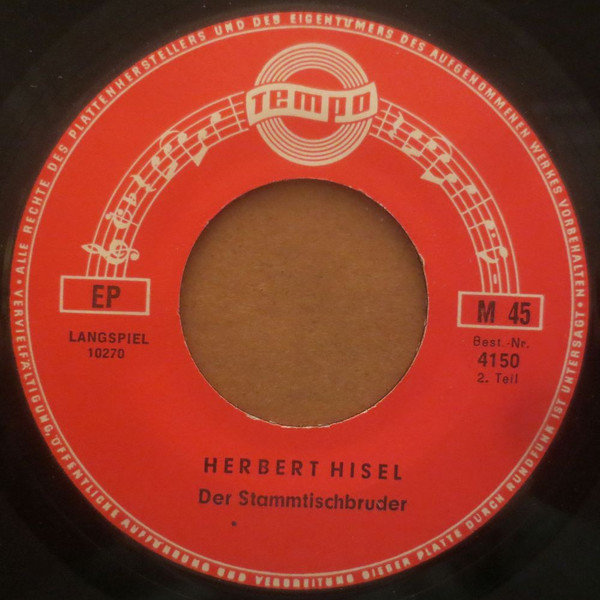 • ALLE RECHTE DES PLATTENHERSTELLERS UND DES EIGENTÜMERS DES AUFGENOMMENEN WERKES VORBEHALTEN • VERVIELFÄLTIGUNG, ÖFFENTLICHE AUFFÜHRUNG UND VERBREITUNG DIESER PLATTE DURCH RUNDFUNK IST UNTERSAGT
TEMPO
EP
M 45
LANGSPIEL
10270
Best.-Nr.
4150
2. Teil
HERBERT HISEL
Der Stammtischbruder